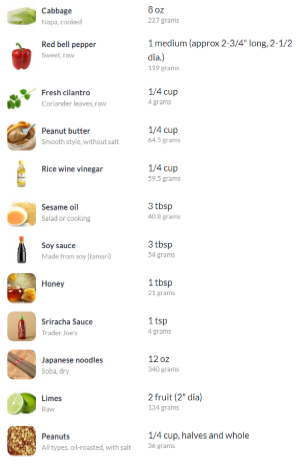 Cabbage
Napa, cooked
8 oz
227 grams
Red bell pepper
Sweet, raw
1 medium (approx 2-3/4" long, 2-1/2
dia.)
119 grams
Fresh cilantro
Coriander leaves, raw
1/4 cup
4 grams
Peanut butter
Smooth style, without salt
1/4 cup
64.5 grams
Rice wine vinegar
1/4 cup
59.5 grams
Sesame oil
Salad or cooking
3 tbsp
40.8 grams
Soy sauce
Made from soy (tamari)
3 tbsp
54 grams
Honey
1 tbsp
21 grams
Sriracha Sauce
Trader Joe's
1 tsp
4 grams
Japanese noodles
Soba, dry
12 oz
340 grams
Limes
Raw
2 fruit (2" dia)
134 grams
Peanuts
All types, oil-roasted, with salt
1/4 cup, halves and whole
36 grams